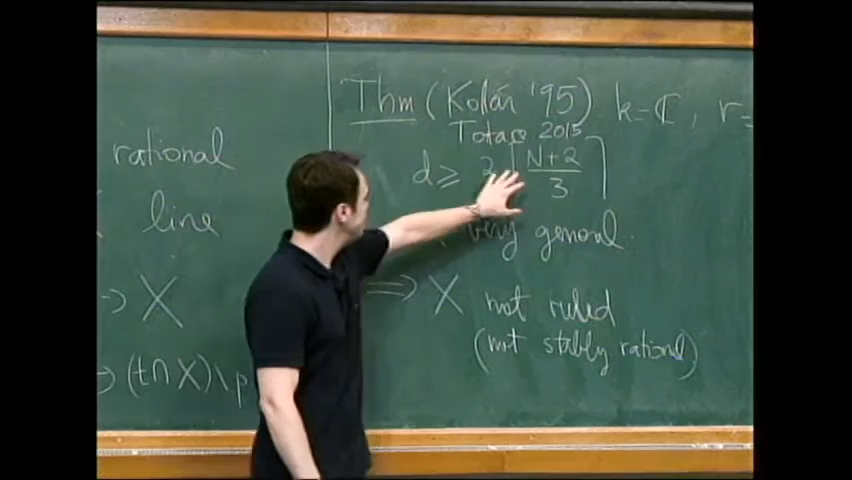 rational
line
⇒ X
(t∩X)\p
Thm (Kollár '95) k=ℂ, r=
Totaro 2015
d ≥ 2⌈(N+2)/3⌉
very general
⇒ X not ruled
(not stably rational)